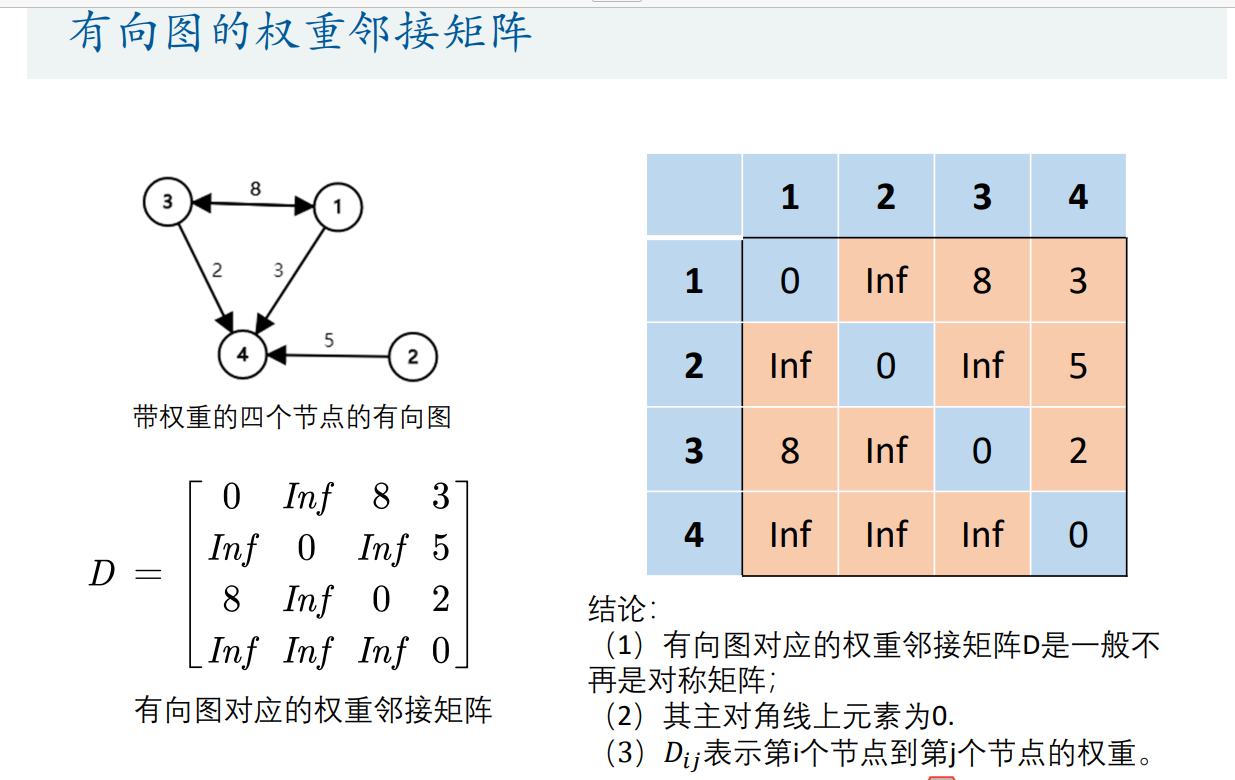 有向图的权重邻接矩阵
8
3
1
2
3
4
5
2
带权重的四个节点的有向图
D = [ 0 Inf 8 3
Inf 0 Inf 5
8 Inf 0 2
Inf Inf Inf 0 ]
有向图对应的权重邻接矩阵
1 2 3 4
1 0 Inf 8 3
2 Inf 0 Inf 5
3 8 Inf 0 2
4 Inf Inf Inf 0
结论：
（1）有向图对应的权重邻接矩阵D是一般不
再是对称矩阵；
（2）其主对角线上元素为0.
（3）Dij表示第i个节点到第j个节点的权重。